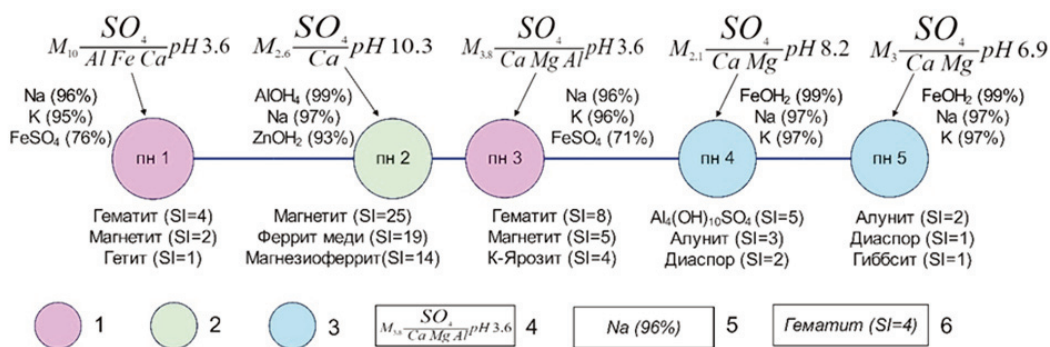 M10 SO4 / Al Fe Ca pH 3.6
M2.6 SO4 / Ca pH 10.3
M3.8 SO4 / Ca Mg Al pH 3.6
M2.1 SO4 / Ca Mg pH 8.2
M3 SO4 / Ca Mg pH 6.9
Na (96%)
K (95%)
FeSO4 (76%)
AlOH4 (99%)
Na (97%)
ZnOH2 (93%)
Na (96%)
K (96%)
FeSO4 (71%)
FeOH2 (99%)
Na (97%)
K (97%)
FeOH2 (99%)
Na (97%)
K (97%)
пн 1
пн 2
пн 3
пн 4
пн 5
Гематит (SI=4)
Магнетит (SI=2)
Гетит (SI=1)
Магнетит (SI=25)
Феррит меди (SI=19)
Магнезиоферрит(SI=14)
Гематит (SI=8)
Магнетит (SI=5)
К-Ярозит (SI=4)
Al4(OH)10SO4 (SI=5)
Алунит (SI=3)
Диаспор (SI=2)
Алунит (SI=2)
Диаспор (SI=1)
Гиббсит (SI=1)
1
2
3
M3.8 SO4 / Ca Mg Al pH 3.6
4
Na (96%)
5
Гематит (SI=4)
6